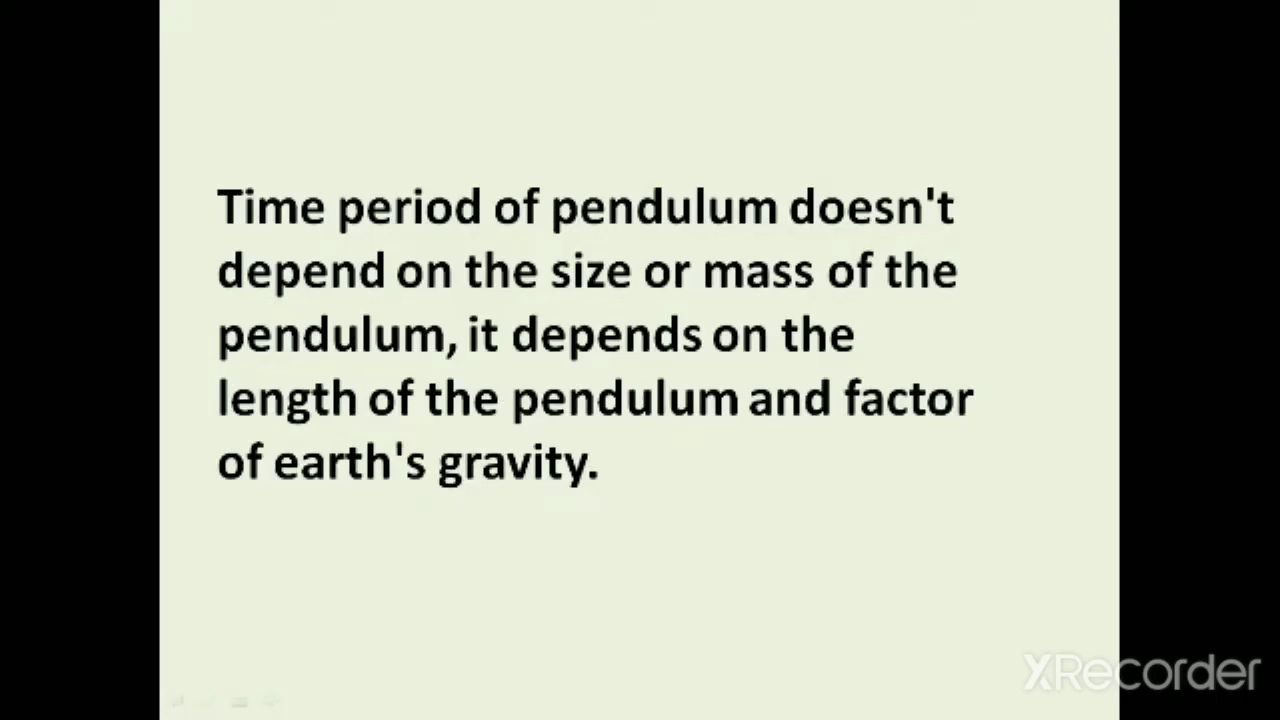 Time period of pendulum doesn't
depend on the size or mass of the
pendulum, it depends on the
length of the pendulum and factor
of earth's gravity.
XRecorder